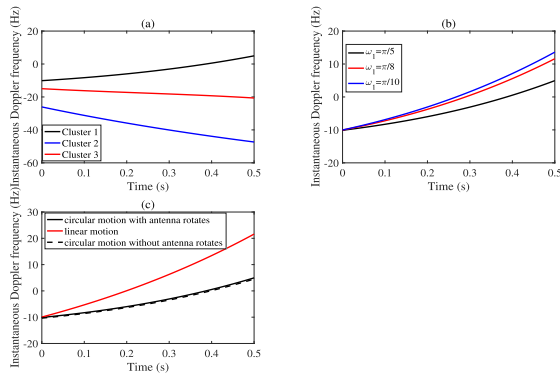 (a)
Instantaneous Doppler frequency (Hz)
20
0
-20
-40
-60
Cluster 1
Cluster 2
Cluster 3
0
0.1
0.2
0.3
0.4
0.5
Time (s)
(b)
Instantaneous Doppler frequency (Hz)
20
10
0
-10
-20
ω₁=π/5
ω₁=π/8
ω₁=π/10
0
0.1
0.2
0.3
0.4
0.5
Time (s)
(c)
Instantaneous Doppler frequency (Hz)
30
20
10
0
-10
-20
-30
circular motion with antenna rotates
linear motion
circular motion without antenna rotates
0
0.1
0.2
0.3
0.4
0.5
Time (s)